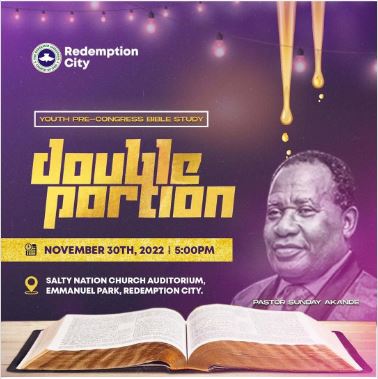 Redemption
City
YOUTH PRE-CONGRESS BIBLE STUDY
double
portion
NOVEMBER 30TH, 2022 | 5:00PM
SALTY NATION CHURCH AUDITORIUM,
EMMANUEL PARK, REDEMPTION CITY.
PASTOR SUNDAY AKANDE